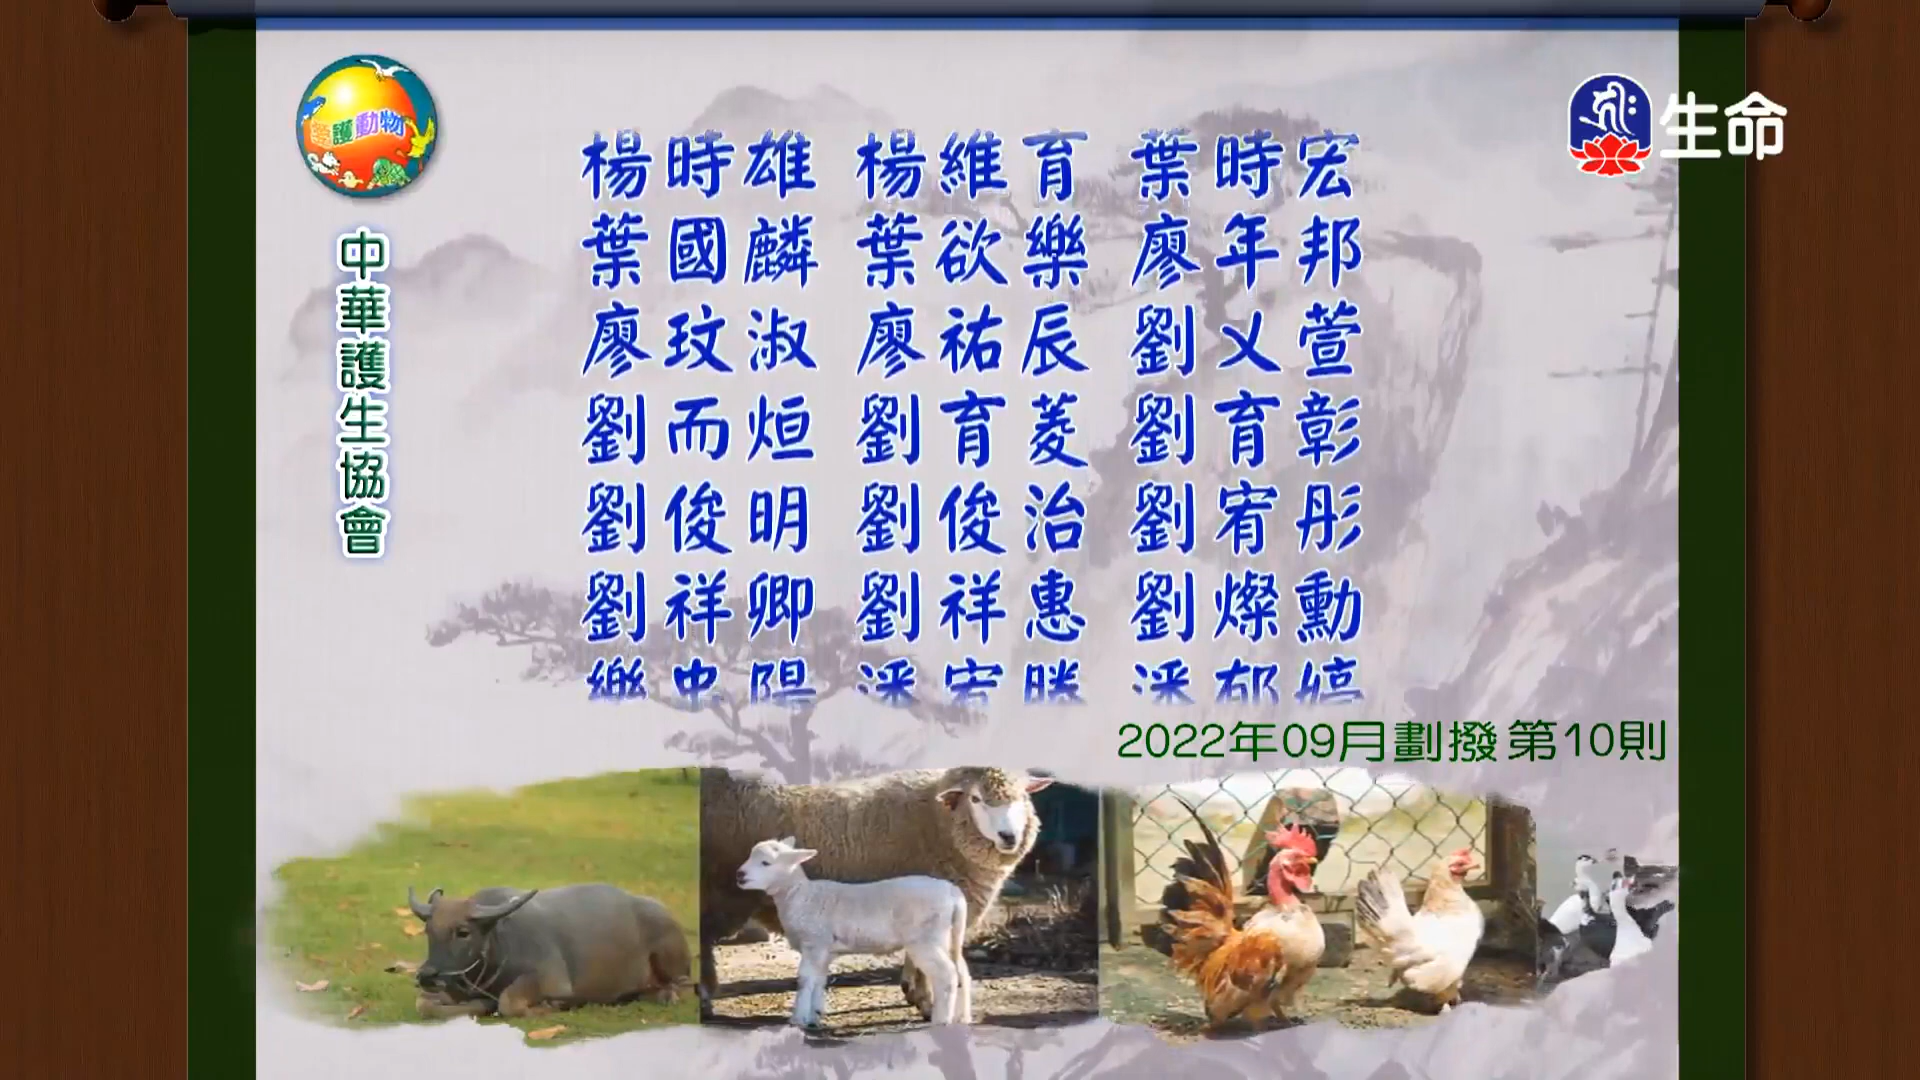 愛護動物
生命
中華護生協會
楊時雄 楊維育 葉時宏
葉國麟 葉欲樂 廖年邦
廖玟淑 廖祐辰 劉乂萱
劉而烜 劉育菱 劉育彰
劉俊明 劉俊治 劉宥彤
劉祥卿 劉祥惠 劉燦勳
2022年09月劃撥第10則